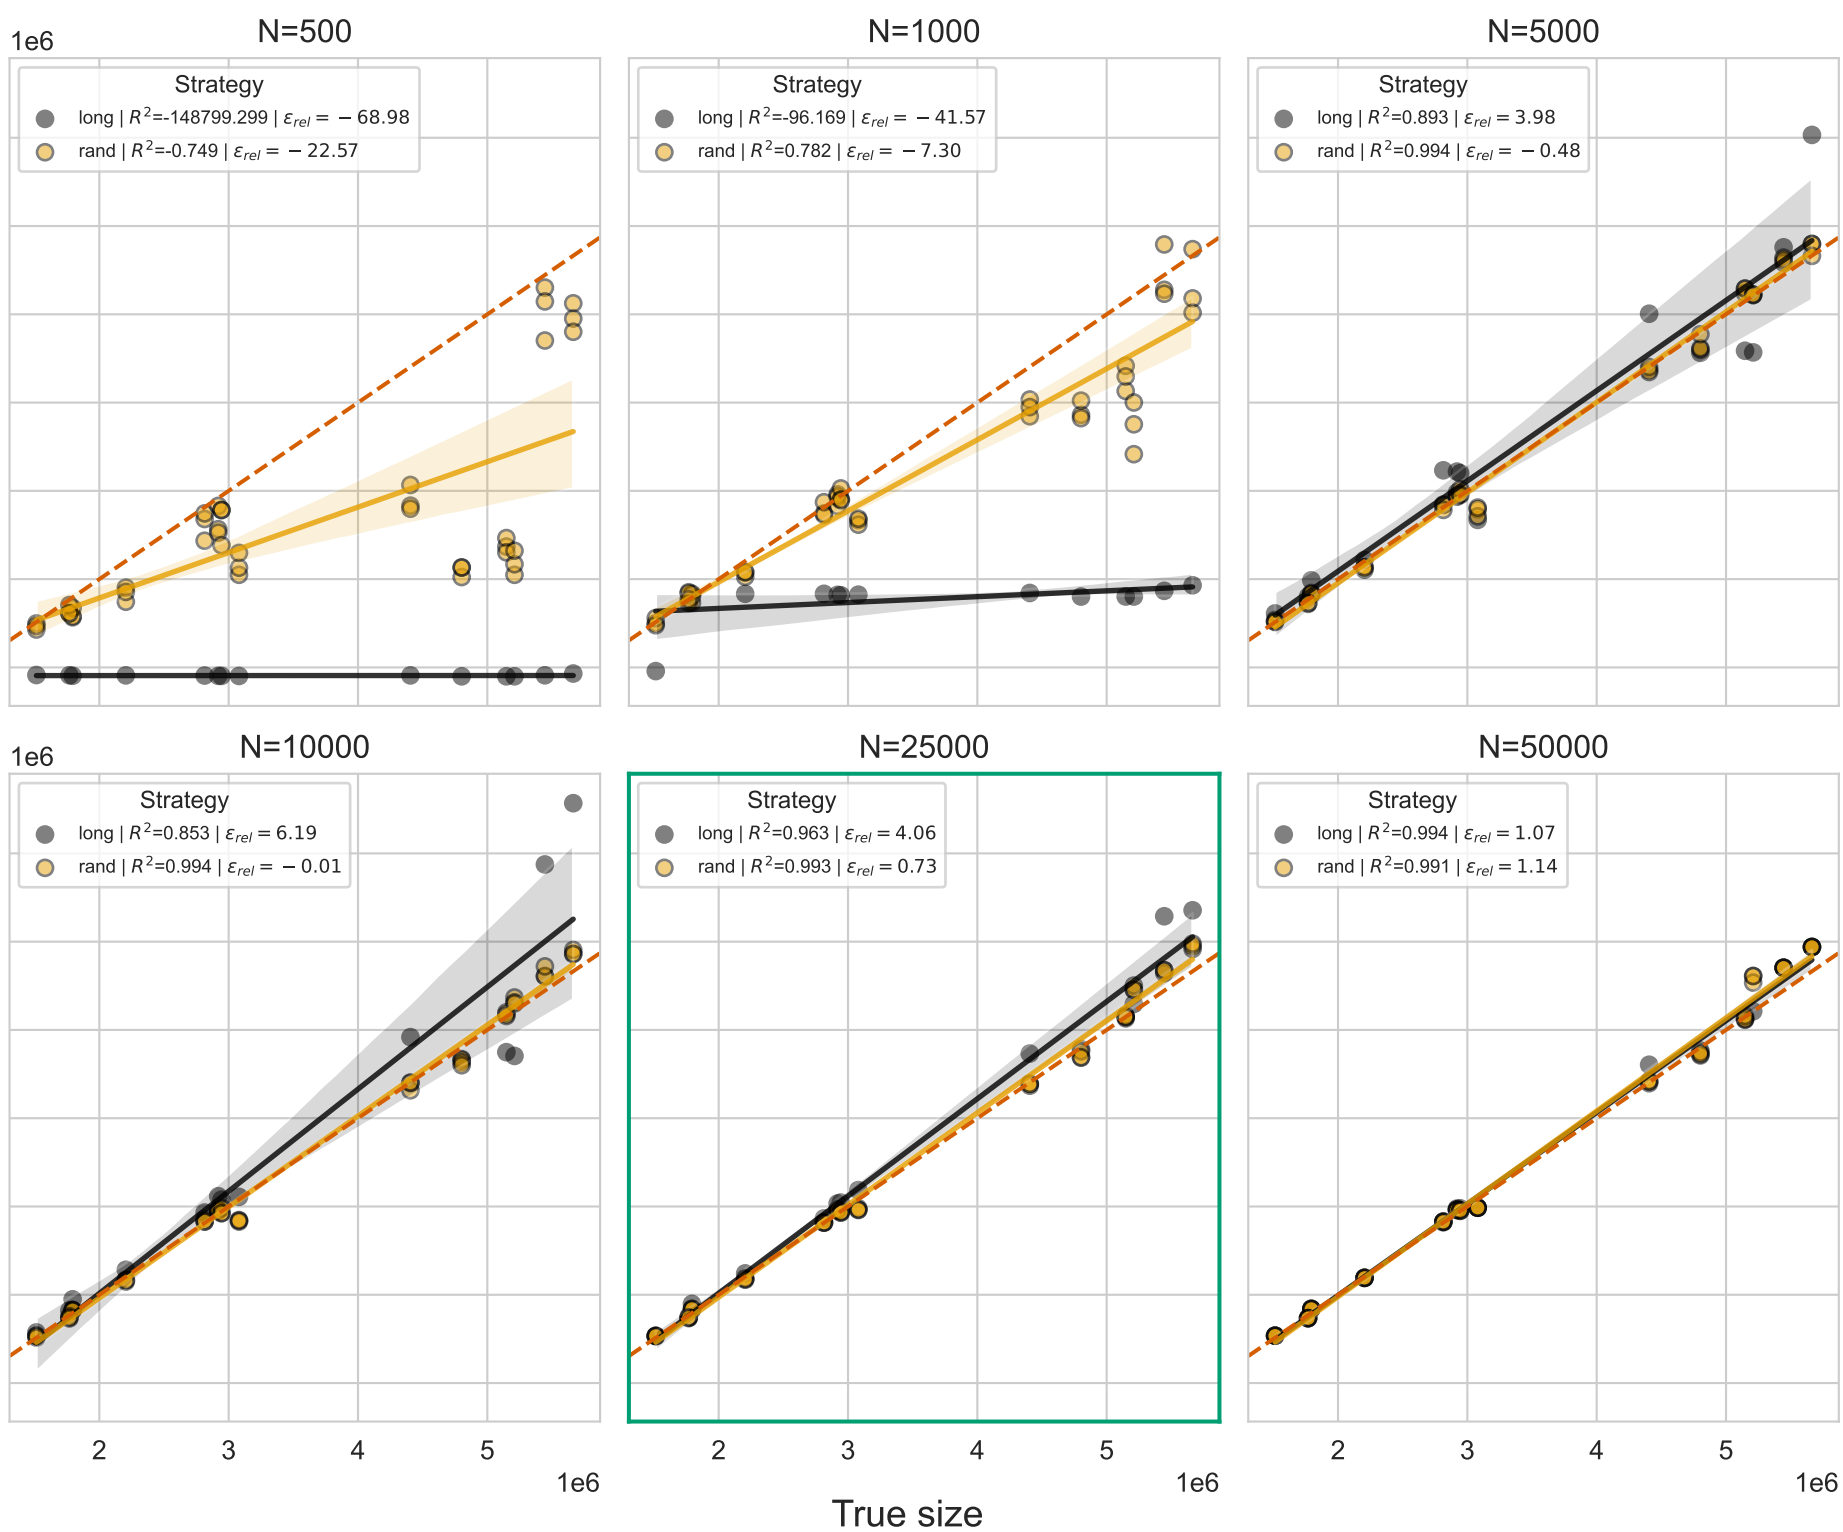 N=500
1e6
Strategy
long | R²=-148799.299 | ε_rel = −68.98
rand | R²=-0.749 | ε_rel = −22.57
N=1000
Strategy
long | R²=-96.169 | ε_rel = −41.57
rand | R²=0.782 | ε_rel = −7.30
N=5000
Strategy
long | R²=0.893 | ε_rel = 3.98
rand | R²=0.994 | ε_rel = −0.48
N=10000
1e6
Strategy
long | R²=0.853 | ε_rel = 6.19
rand | R²=0.994 | ε_rel = −0.01
2 3 4 5
1e6
N=25000
Strategy
long | R²=0.963 | ε_rel = 4.06
rand | R²=0.993 | ε_rel = 0.73
2 3 4 5
1e6
N=50000
Strategy
long | R²=0.994 | ε_rel = 1.07
rand | R²=0.991 | ε_rel = 1.14
2 3 4 5
1e6
True size